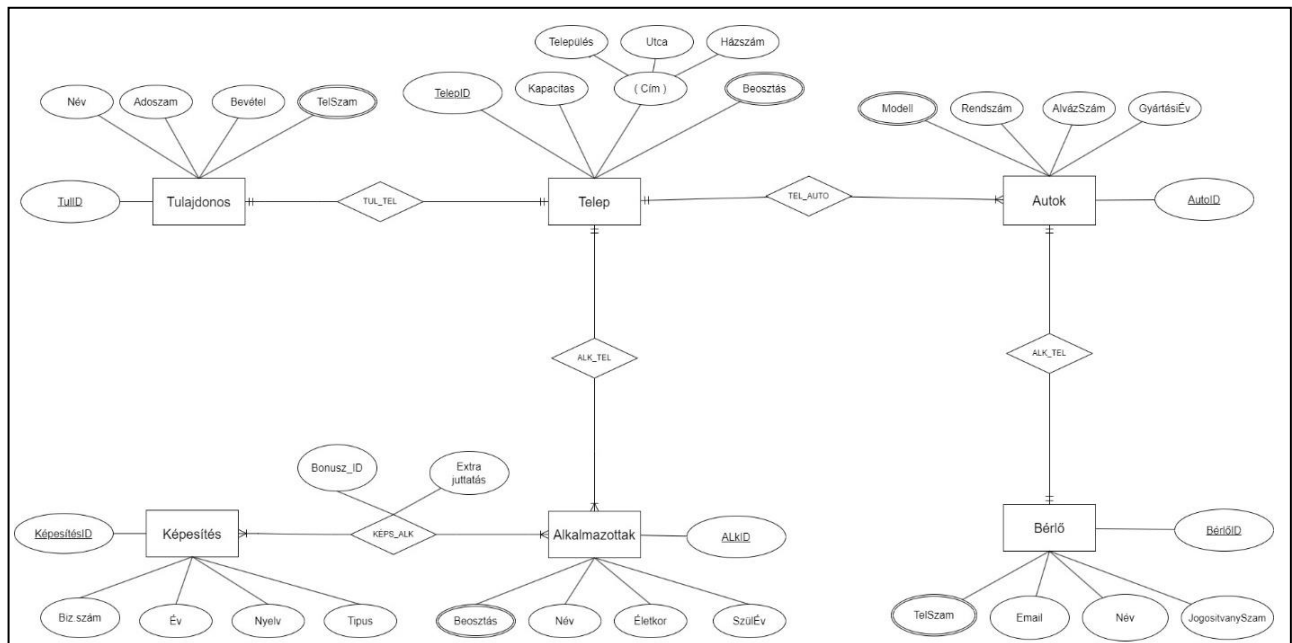 Település
Utca
Házszám
TelepID
Kapacitas
( Cím )
Beosztás
Név
Adoszam
Bevétel
TelSzam
Modell
Rendszám
AlvázSzám
GyártásiÉv
TulID
Tulajdonos
TUL_TEL
Telep
TEL_AUTO
Autok
AutoID
ALK_TEL
ALK_TEL
Bonusz_ID
Extra
juttatás
KépesítésID
Képesítés
KÉPS_ALK
Alkalmazottak
ALkID
Bérlő
BérlőID
Biz.szám
Év
Nyelv
Tipus
Beosztás
Név
Életkor
SzülÉv
TelSzam
Email
Név
JogositvanySzam